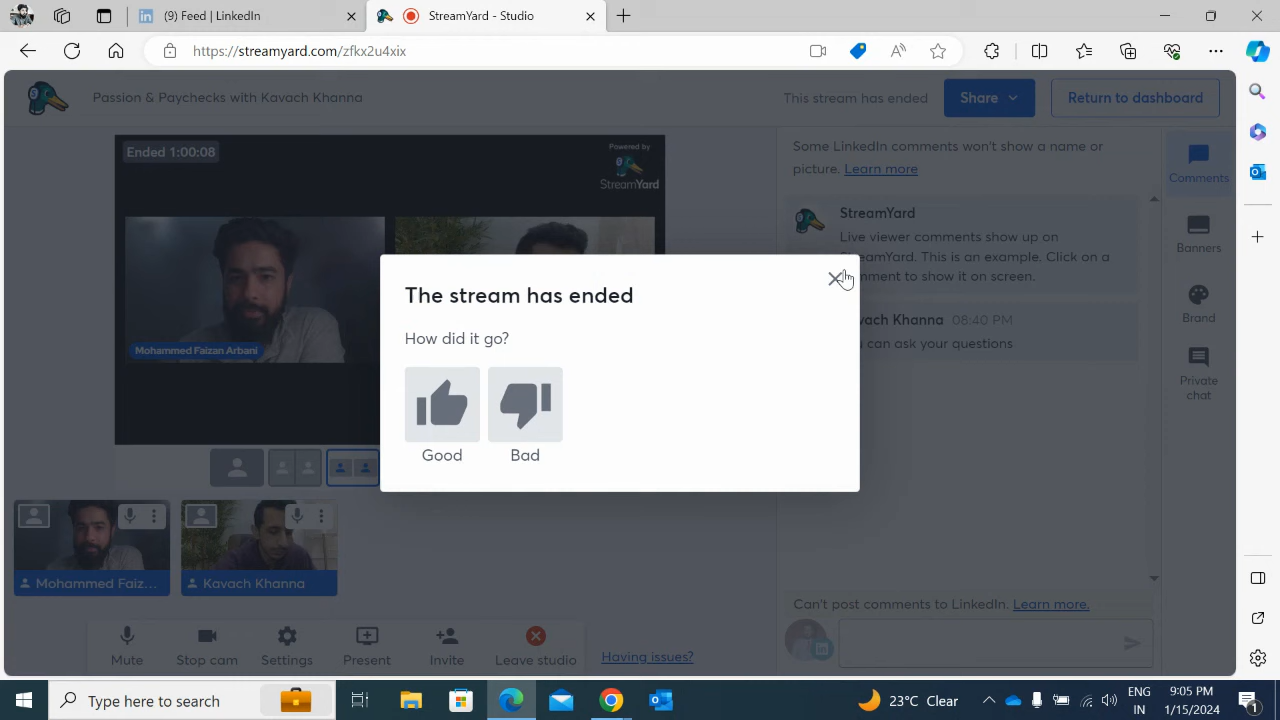 (9) Feed | LinkedIn
StreamYard - Studio
https://streamyard.com/zfkx2u4xix
Passion & Paychecks with Kavach Khanna
This stream has ended
Share
Return to dashboard
Ended 1:00:08
Powered by
StreamYard
Mohammed Faizan Arbani
Some LinkedIn comments won't show a name or
picture. Learn more
StreamYard
Live viewer comments show up on
StreamYard. This is an example. Click on a
comment to show it on screen.
Kavach Khanna 08:40 PM
can ask your questions
Comments
Banners
Brand
Private
chat
The stream has ended
How did it go?
Good
Bad
Mohammed Faiz...
Kavach Khanna
Can't post comments to LinkedIn. Learn more.
Mute
Stop cam
Settings
Present
Invite
Leave studio
Having issues?
Type here to search
23°C Clear
ENG
IN
9:05 PM
1/15/2024
1